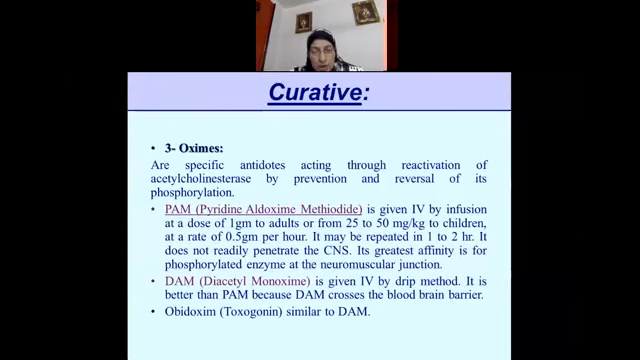 Curative:
• 3- Oximes:
Are specific antidotes acting through reactivation of
acetylcholinesterase by prevention and reversal of its
phosphorylation.
• PAM (Pyridine Aldoxime Methiodide) is given IV by infusion
at a dose of 1gm to adults or from 25 to 50 mg/kg to children,
at a rate of 0.5gm per hour. It may be repeated in 1 to 2 hr. It
does not readily penetrate the CNS. Its greatest affinity is for
phosphorylated enzyme at the neuromuscular junction.
• DAM (Diacetyl Monoxime) is given IV by drip method. It is
better than PAM because DAM crosses the blood brain barrier.
• Obidoxim (Toxogonin) similar to DAM.